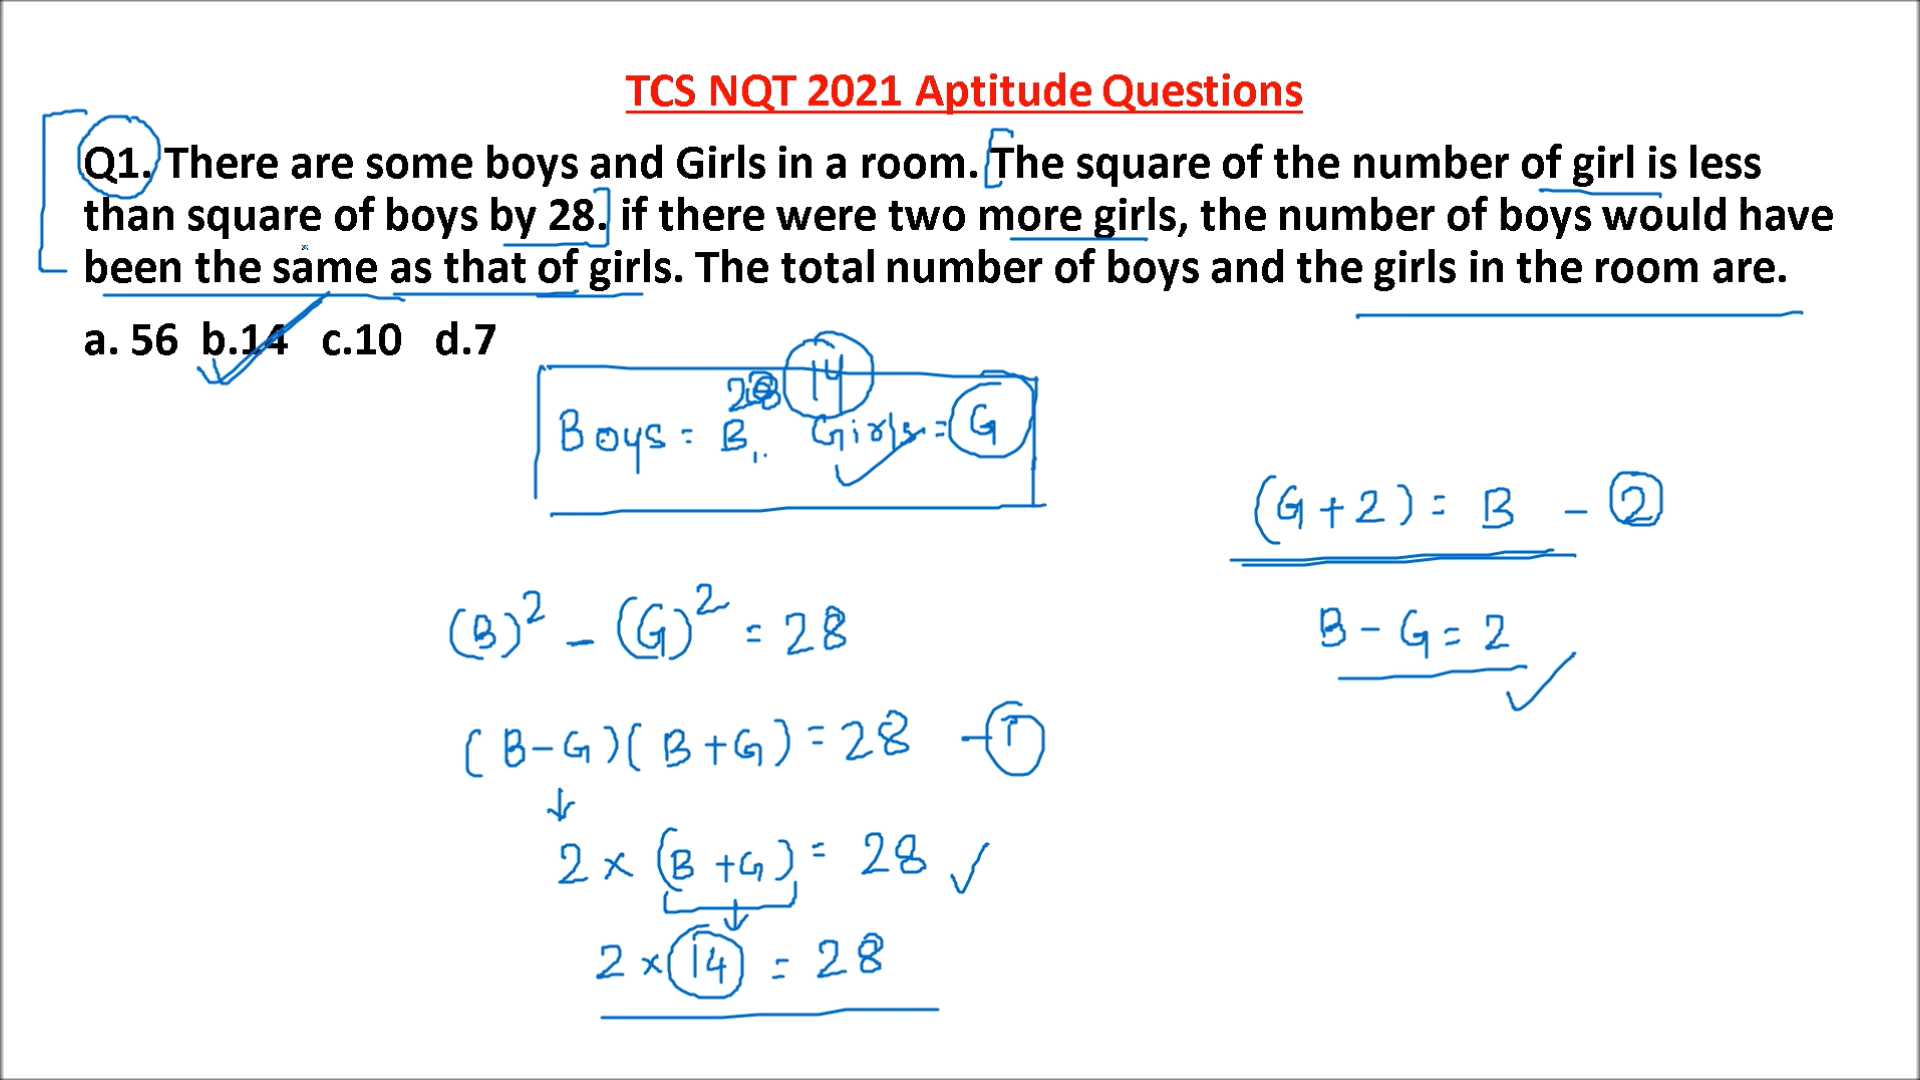 TCS NQT 2021 Aptitude Questions
Q1. There are some boys and Girls in a room. The square of the number of girl is less
than square of boys by 28. if there were two more girls, the number of boys would have
been the same as that of girls. The total number of boys and the girls in the room are.
a. 56 b.14 c.10 d.7
14
Boys = B, Girls = G
(G+2) = B - 2
(B)² - (G)² = 28
B - G = 2
(B-G)(B+G) = 28 - 1
2 × (B+G) = 28
2 × 14 = 28